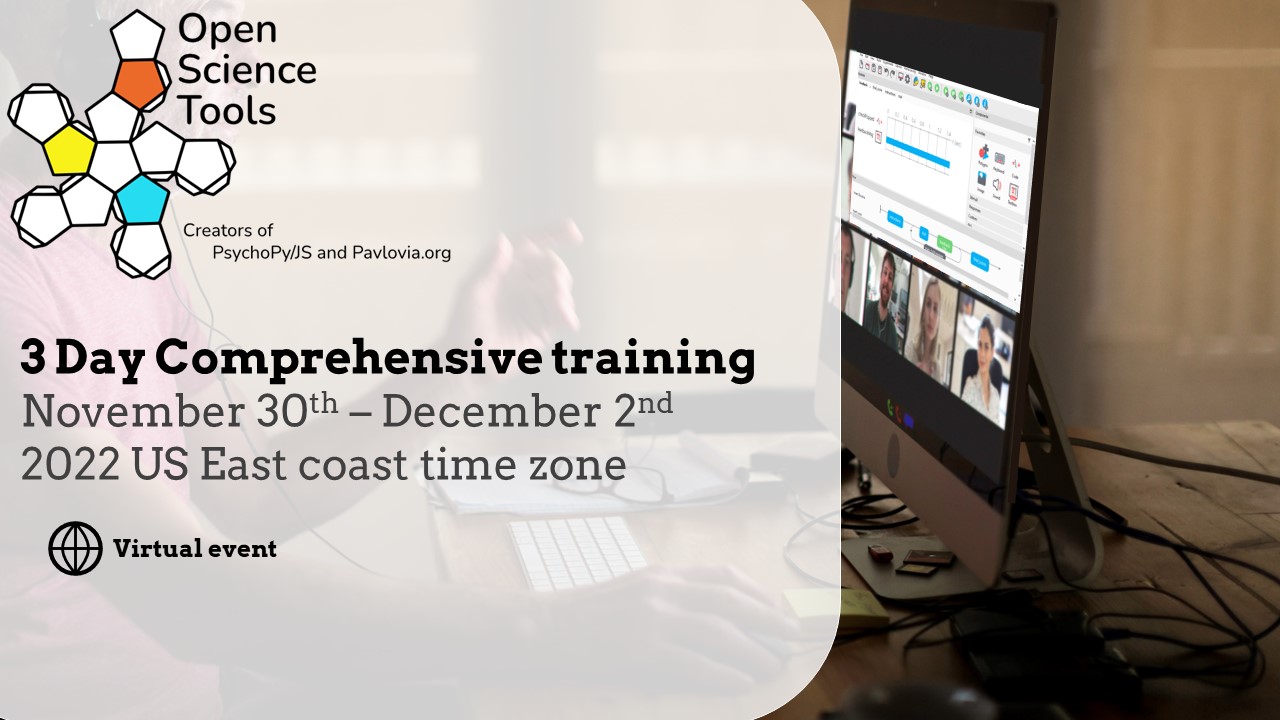 Open
Science
Tools
Creators of
PsychoPy/JS and Pavlovia.org
3 Day Comprehensive training
November 30th – December 2nd
2022 US East coast time zone
Virtual event